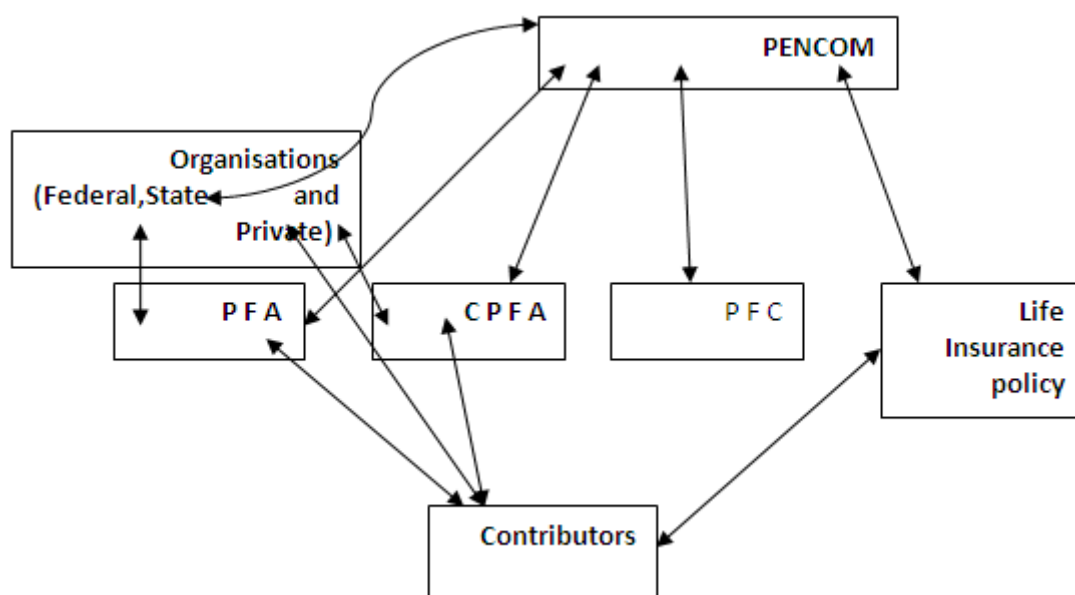 PENCOM
Organisations
(Federal,State and
Private)
P F A
C P F A
P F C
Life
Insurance
policy
Contributors